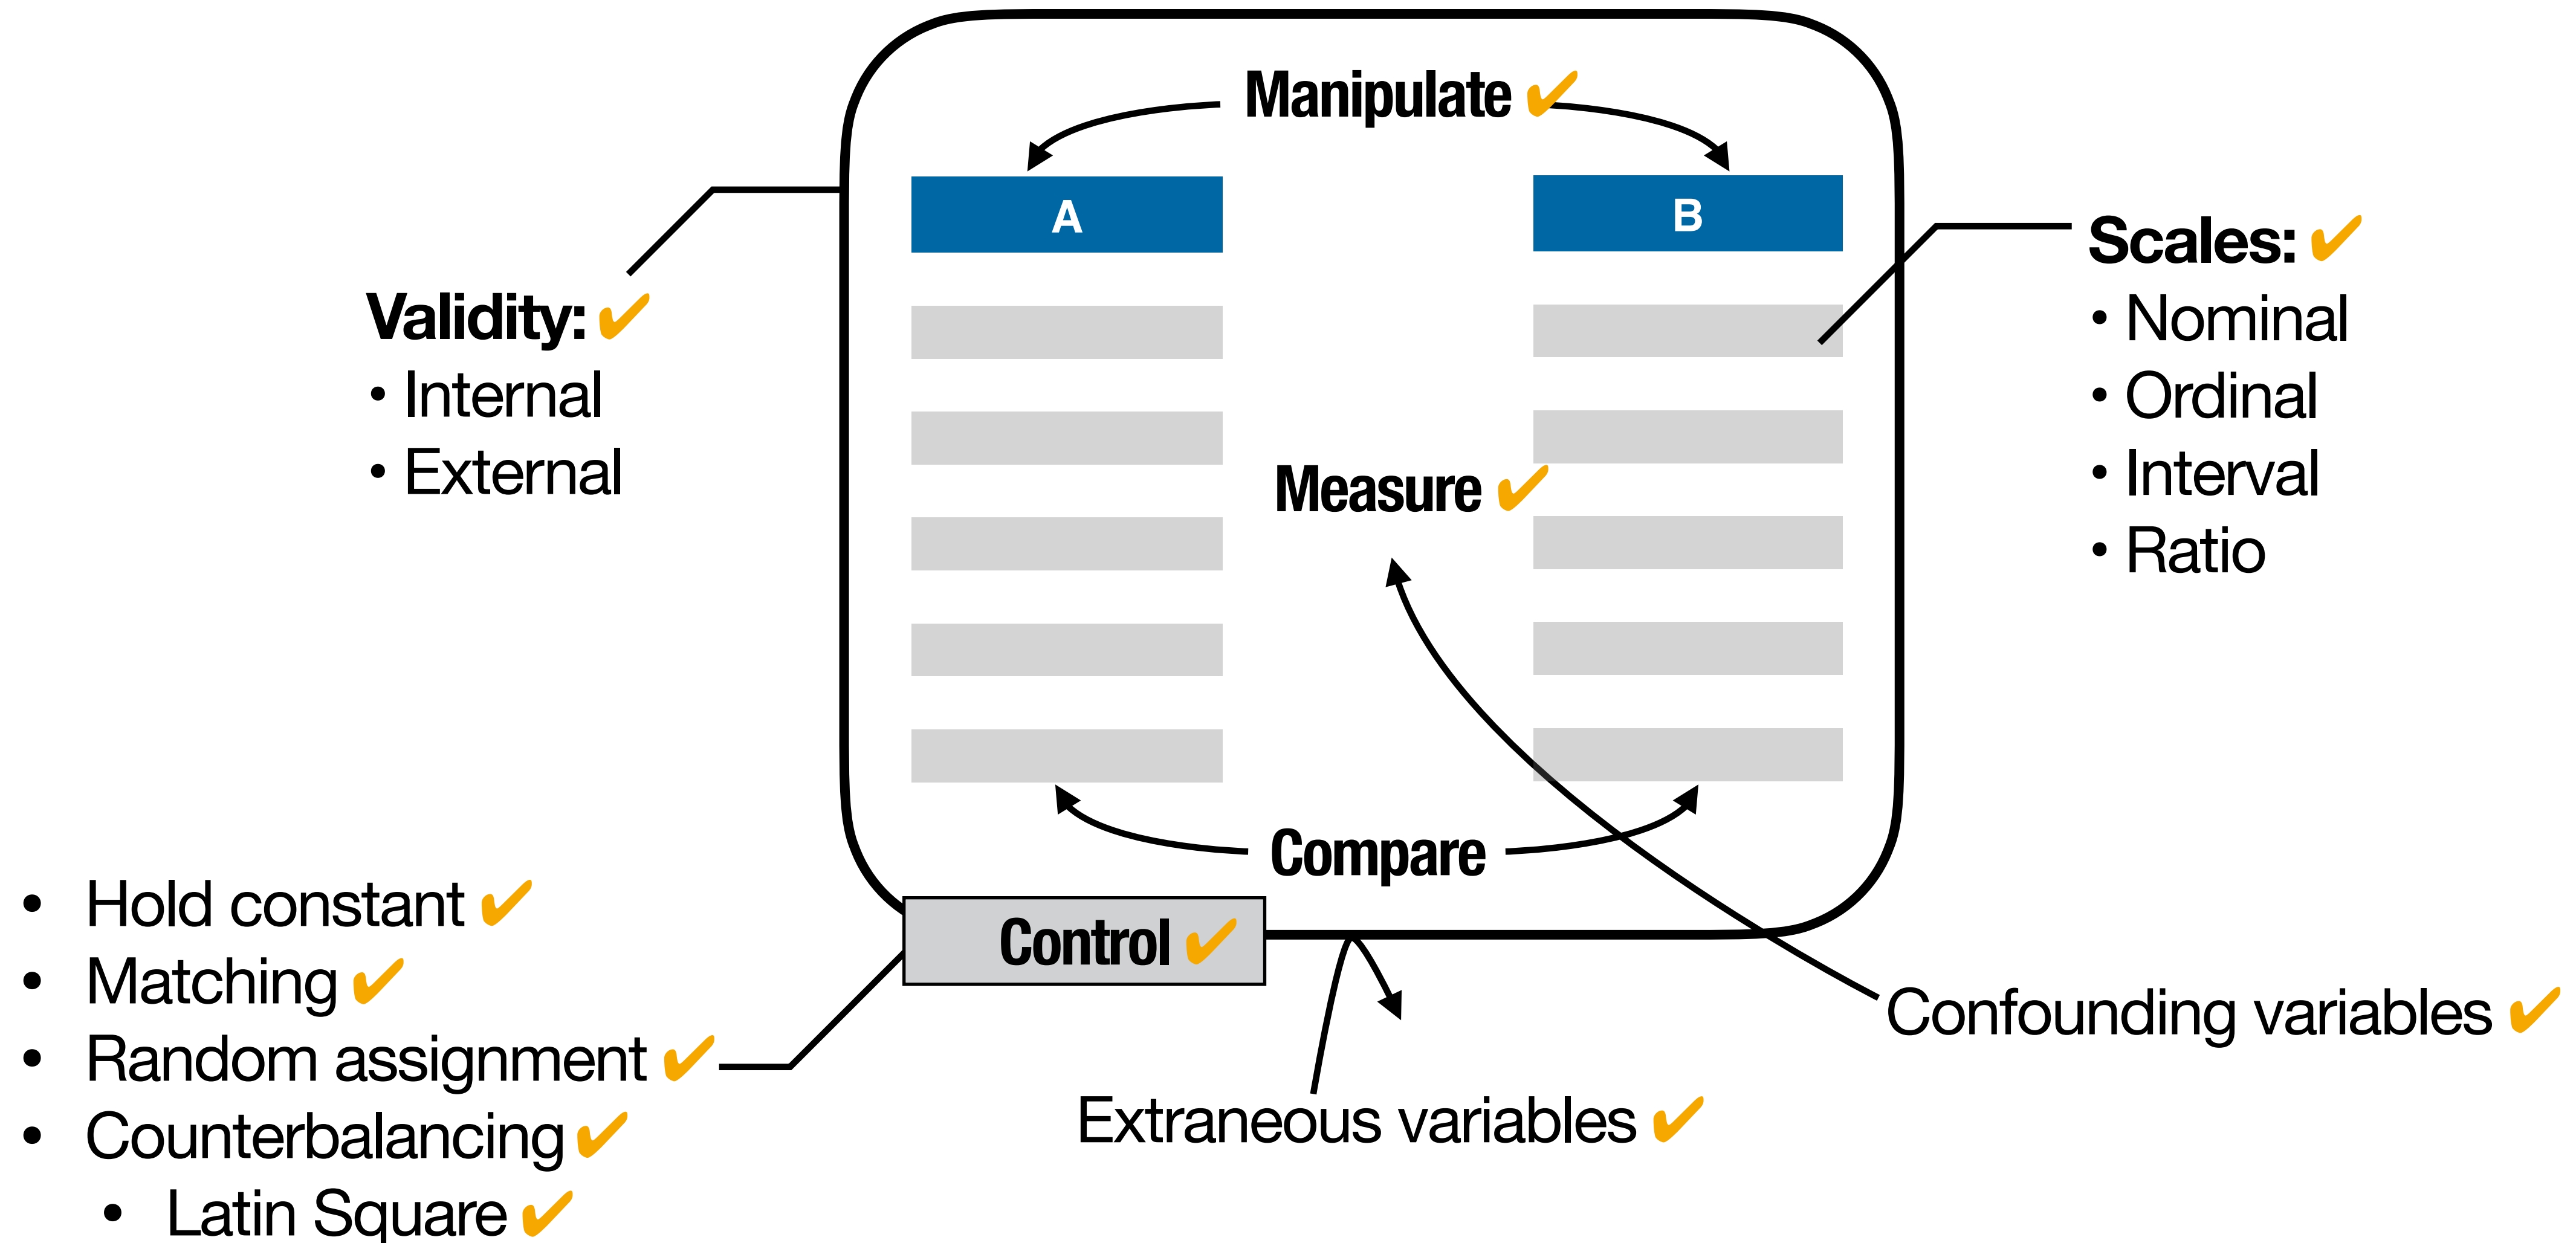 Manipulate ✔
A
B
Validity: ✔
• Internal
• External
Scales: ✔
• Nominal
• Ordinal
• Interval
• Ratio
Measure ✔
Compare
Control ✔
• Hold constant ✔
• Matching ✔
• Random assignment ✔
• Counterbalancing ✔
• Latin Square ✔
Extraneous variables ✔
Confounding variables ✔